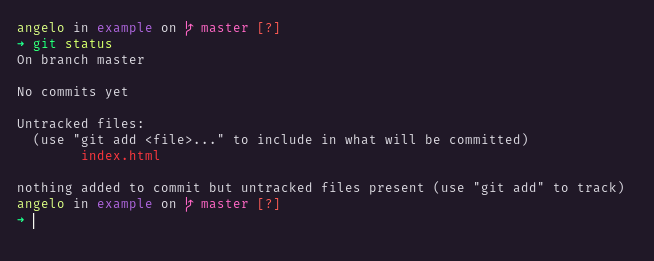 angelo in example on master [?]
➜ git status
On branch master
No commits yet
Untracked files:
(use "git add <file>..." to include in what will be committed)
index.html
nothing added to commit but untracked files present (use "git add" to track)
angelo in example on master [?]
➜